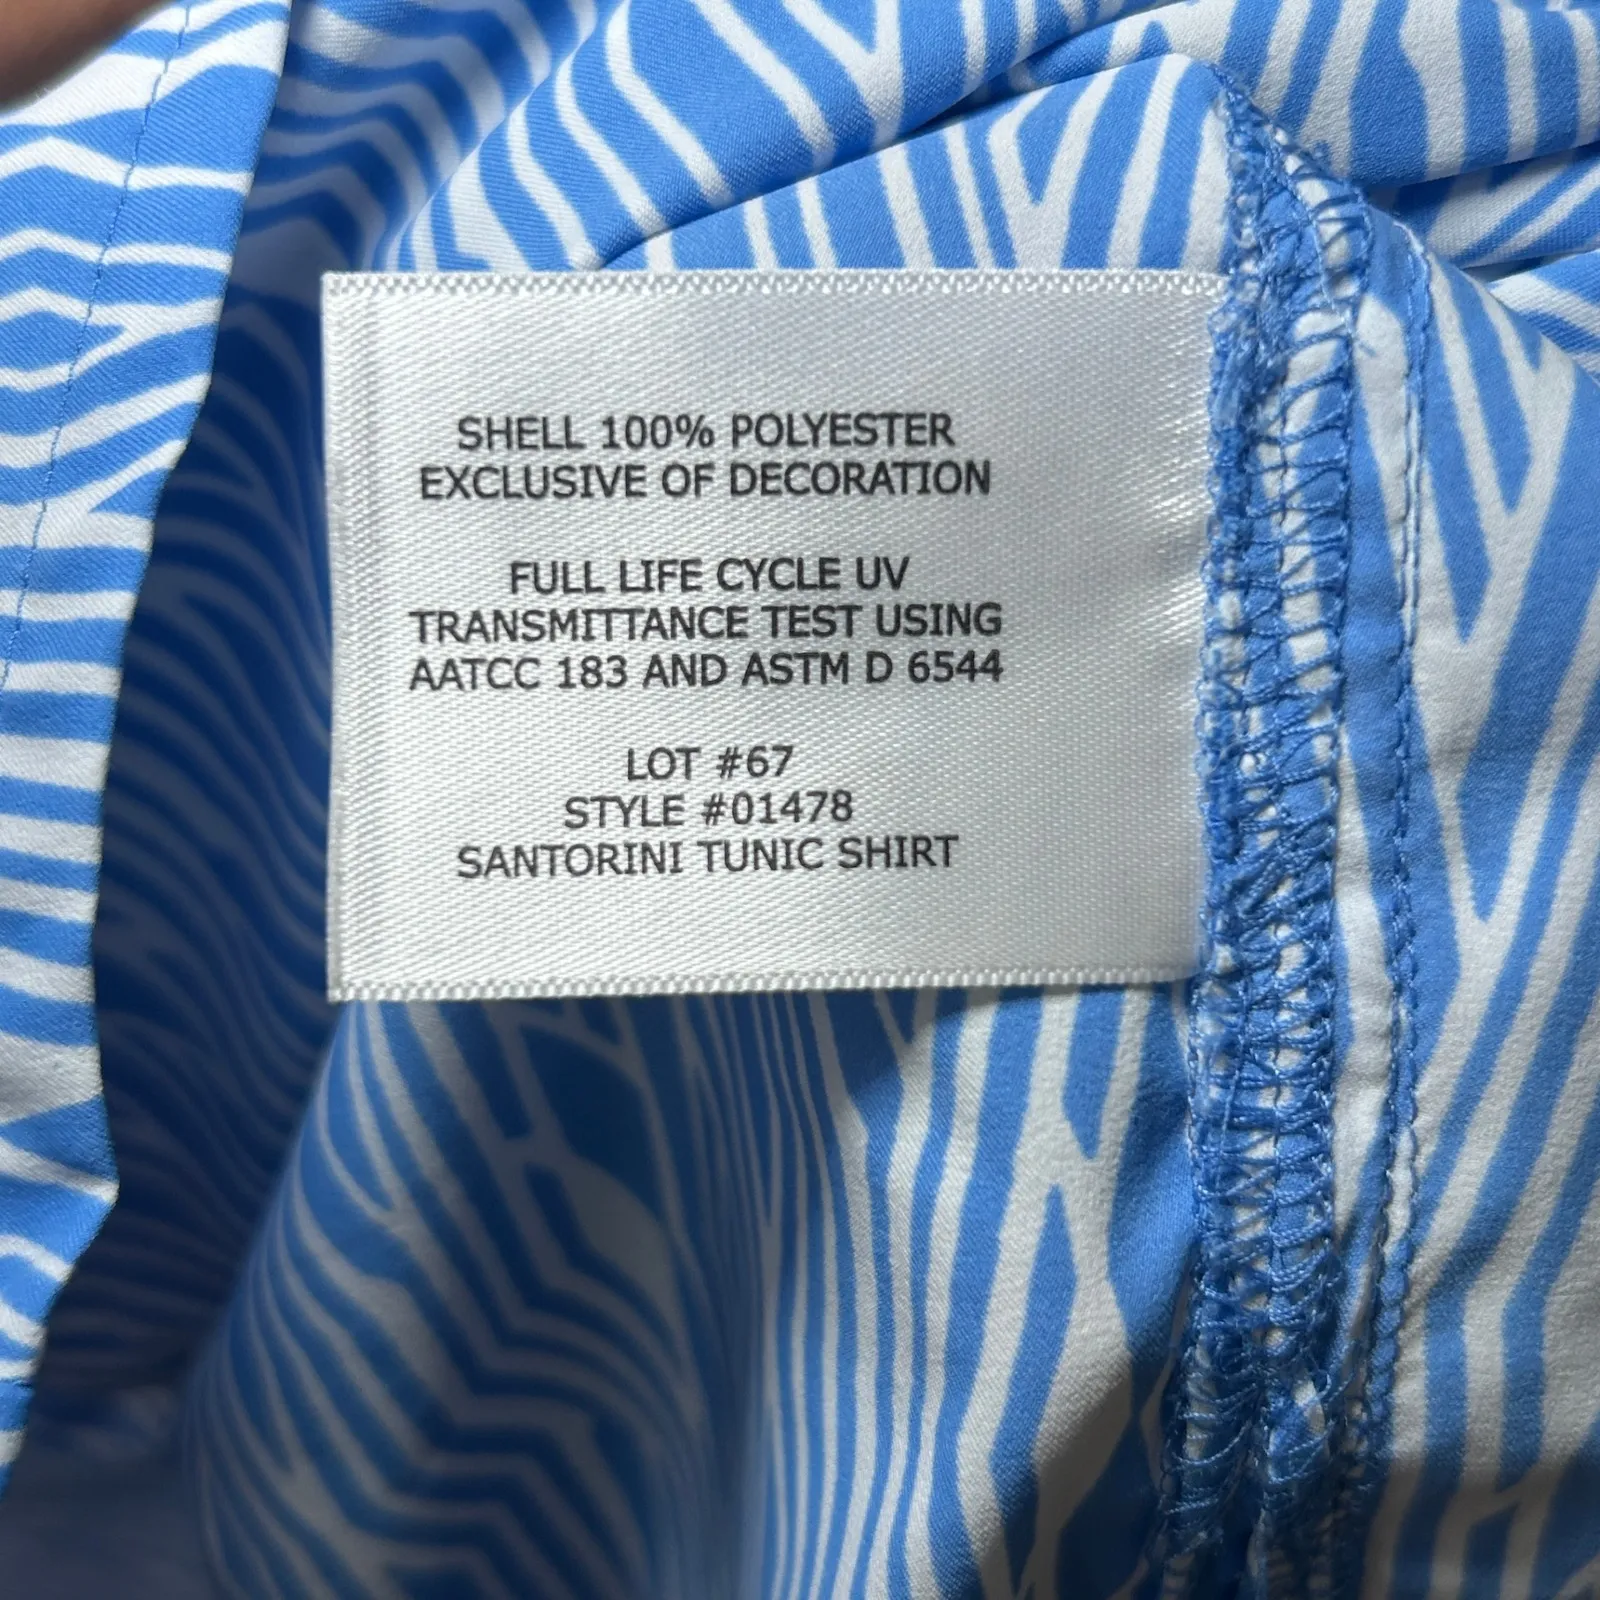 SHELL 100% POLYESTER
EXCLUSIVE OF DECORATION
FULL LIFE CYCLE UV
TRANSMITTANCE TEST USING
AATCC 183 AND ASTM D 6544
LOT #67
STYLE #01478
SANTORINI TUNIC SHIRT